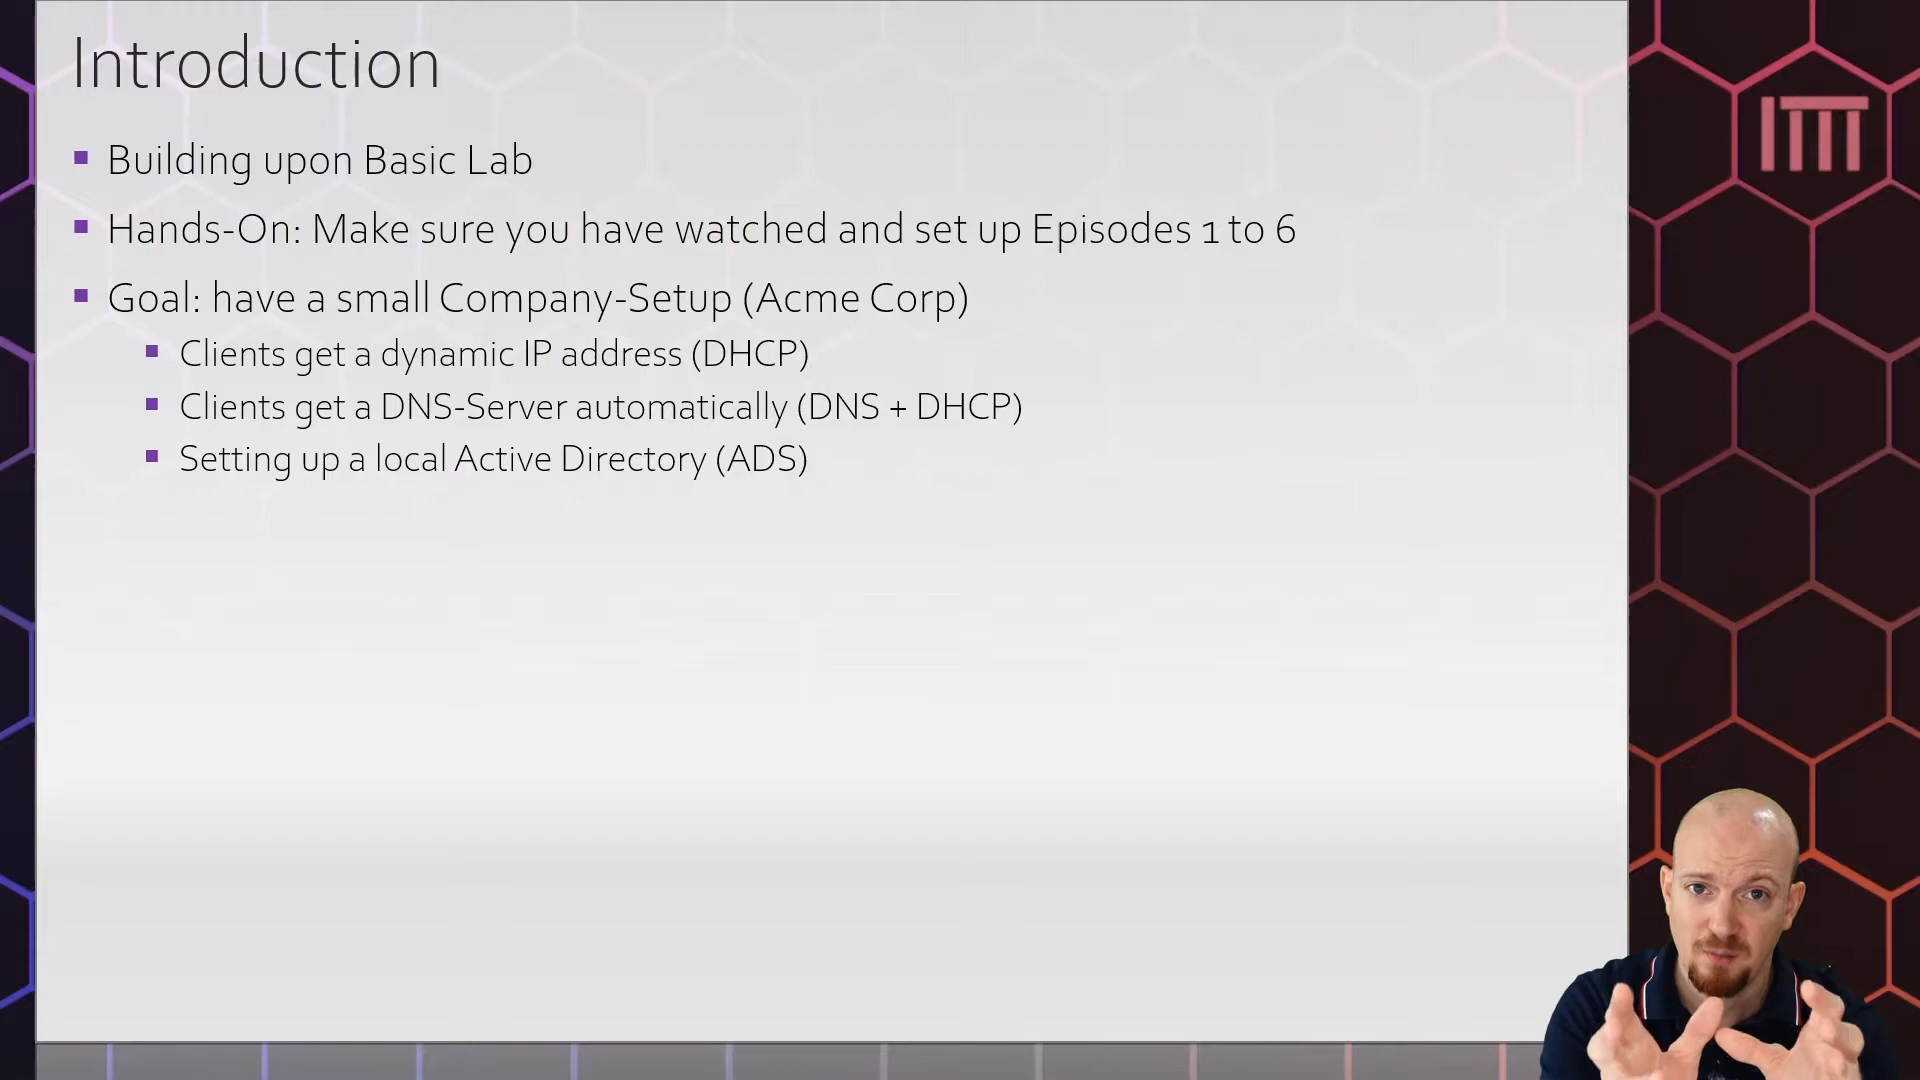 Introduction
Building upon Basic Lab
Hands-On: Make sure you have watched and set up Episodes 1 to 6
Goal: have a small Company-Setup (Acme Corp)
Clients get a dynamic IP address (DHCP)
Clients get a DNS-Server automatically (DNS + DHCP)
Setting up a local Active Directory (ADS)